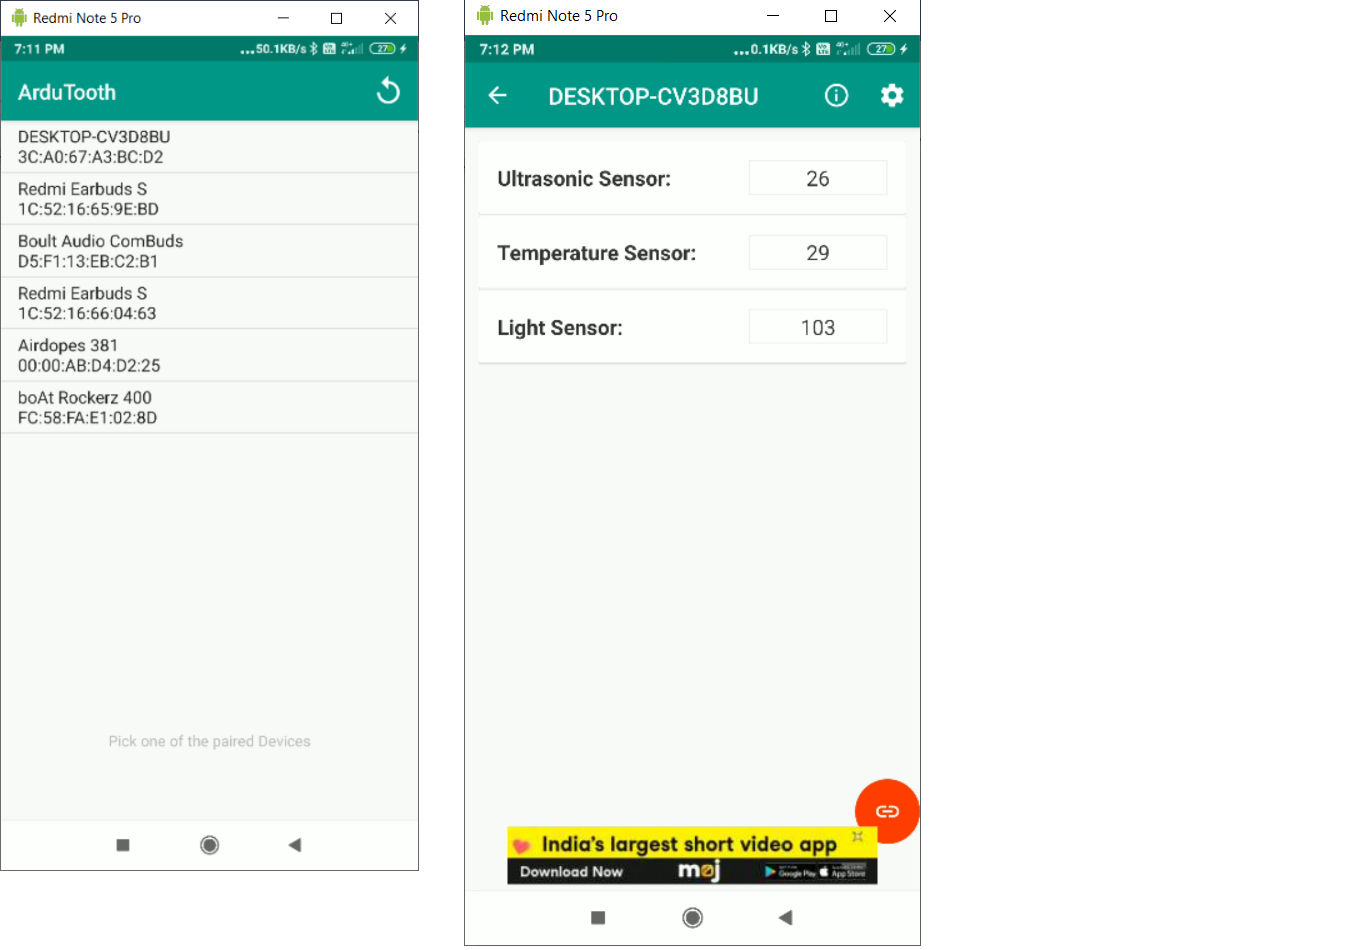 Redmi Note 5 Pro
7:11 PM
...50.1KB/s
27
ArduTooth
DESKTOP-CV3D8BU
3C:A0:67:A3:BC:D2
Redmi Earbuds S
1C:52:16:65:9E:BD
Boult Audio ComBuds
D5:F1:13:EB:C2:B1
Redmi Earbuds S
1C:52:16:66:04:63
Airdopes 381
00:00:AB:D4:D2:25
boAt Rockerz 400
FC:58:FA:E1:02:8D
Pick one of the paired Devices
Redmi Note 5 Pro
7:12 PM
...0.1KB/s
27
DESKTOP-CV3D8BU
Ultrasonic Sensor:
26
Temperature Sensor:
29
Light Sensor:
103
India's largest short video app
Download Now
moj
Google Play
App Store